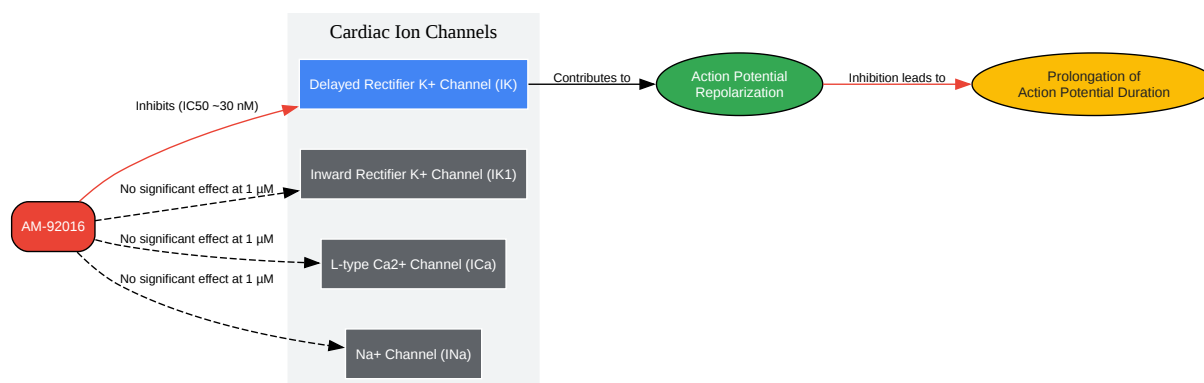 Cardiac Ion Channels
Delayed Rectifier K+ Channel (IK)
Contributes to
Action Potential
Repolarization
Inhibition leads to
Prolongation of
Action Potential Duration
Inhibits (IC50 ~30 nM)
Inward Rectifier K+ Channel (IK1)
No significant effect at 1 µM
AM-92016
No significant effect at 1 µM
L-type Ca2+ Channel (ICa)
No significant effect at 1 µM
Na+ Channel (INa)